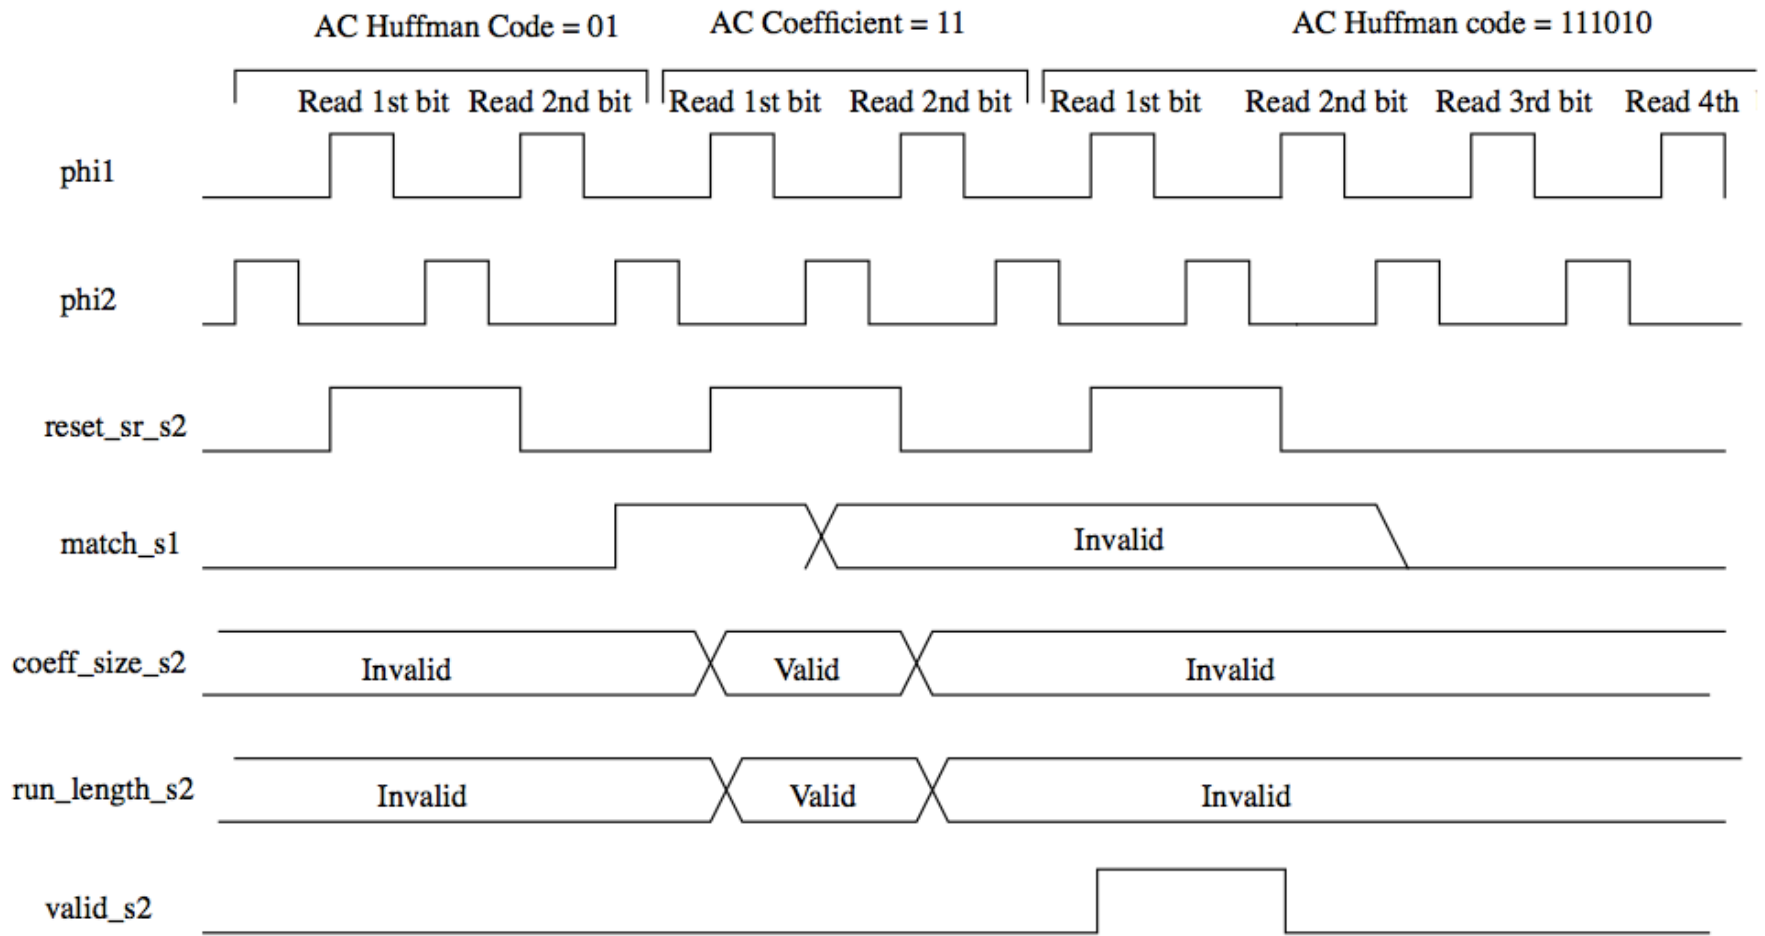 AC Huffman Code = 01 AC Coefficient = 11 AC Huffman code = 111010
Read 1st bit Read 2nd bit Read 1st bit Read 2nd bit Read 1st bit Read 2nd bit Read 3rd bit Read 4th
phi1
phi2
reset_sr_s2
match_s1 Invalid
coeff_size_s2 Invalid Valid Invalid
run_length_s2 Invalid Valid Invalid
valid_s2